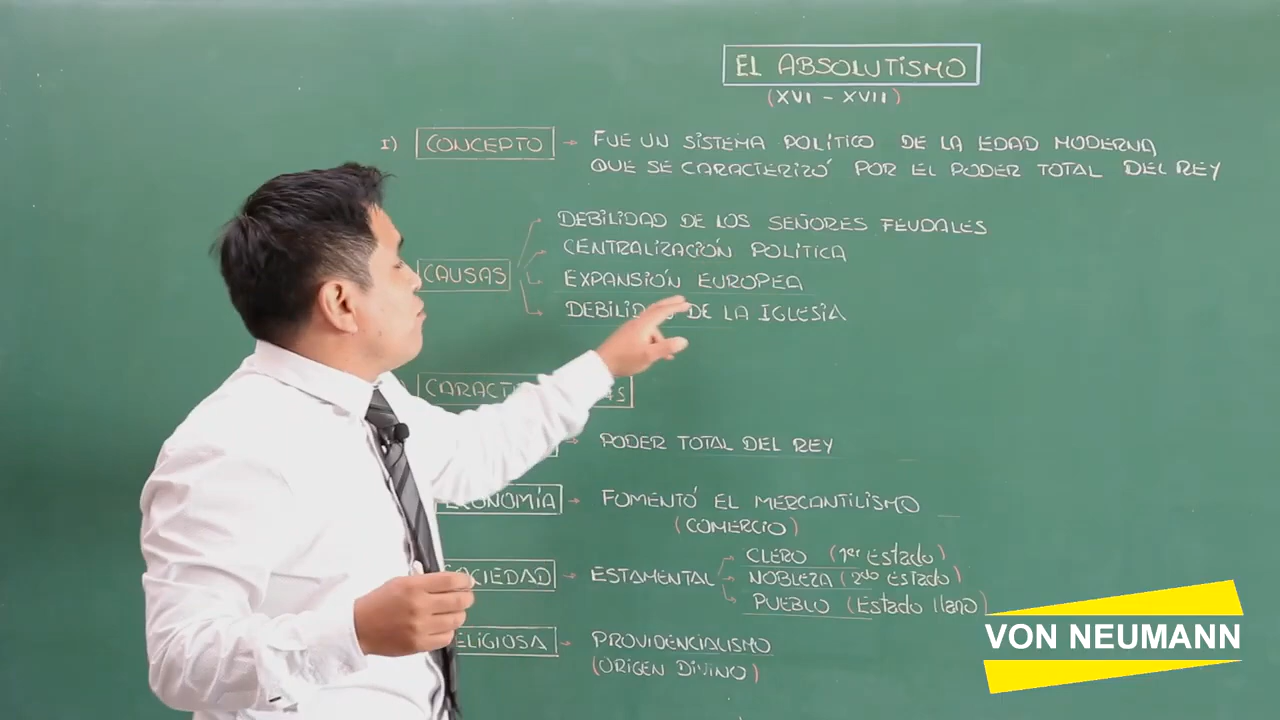 EL ABSOLUTISMO
(XVI - XVII)
I) CONCEPTO → FUE UN SISTEMA POLÍTICO DE LA EDAD MODERNA
QUE SE CARACTERIZÓ POR EL PODER TOTAL DEL REY
DEBILIDAD DE LOS SEÑORES FEUDALES
CENTRALIZACIÓN POLÍTICA
CAUSAS
EXPANSIÓN EUROPEA
DE LA IGLESIA
→ PODER TOTAL DEL REY
→ FOMENTÓ EL MERCANTILISMO
(COMERCIO)
→ ESTAMENTAL
CLERO (1er Estado)
NOBLEZA (2do Estado)
PUEBLO (Estado llano)
PROVIDENCIALISMO
(ORIGEN DIVINO)
VON NEUMANN